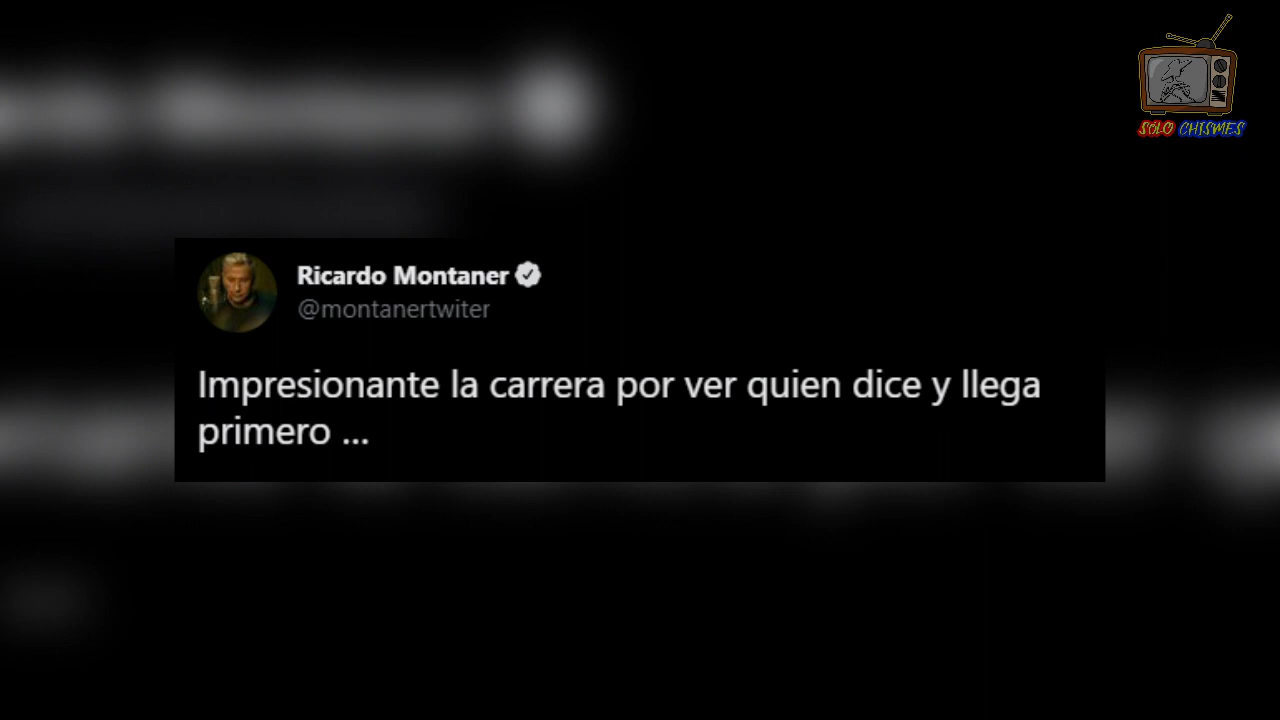 SOLO CHISMES
Ricardo Montaner
@montanertwiter
Impresionante la carrera por ver quien dice y llega
primero ...